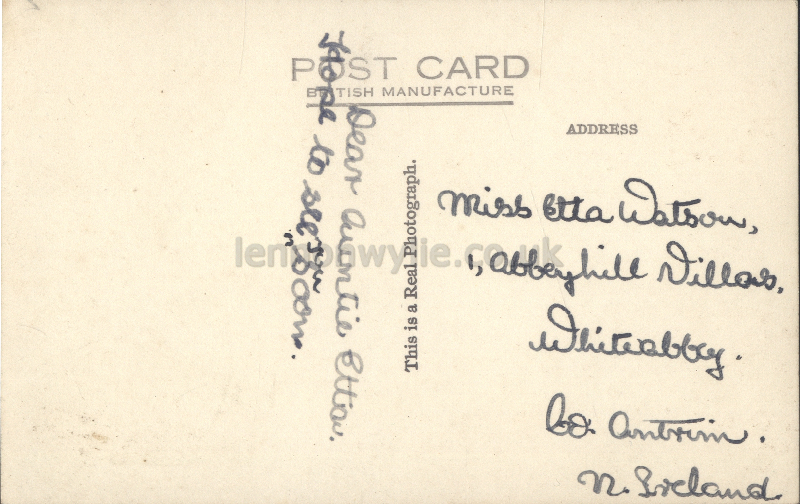 POST CARD
BRITISH MANUFACTURE
Dear Auntie Etta.
Hope to see you soon.
This is a Real Photograph.
ADDRESS
Miss Etta Watson,
1, Abbeyhill Villas,
Whiteabby.
Co. Antrim.
N. Ireland.
lennonwylie.co.uk